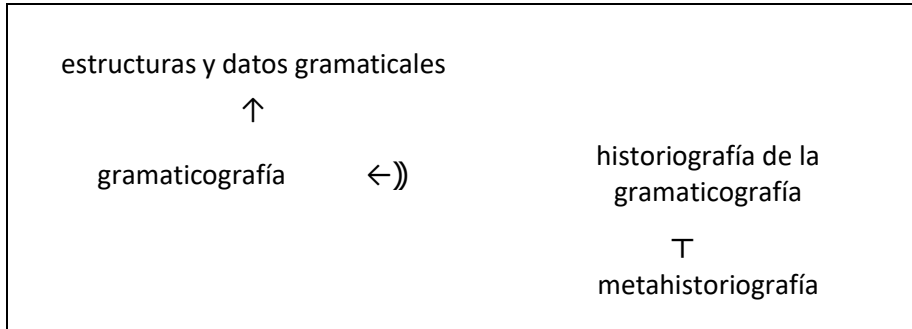 estructuras y datos gramaticales
↑
gramaticografía ←)) historiografía de la
gramaticografía
⊤
metahistoriografía